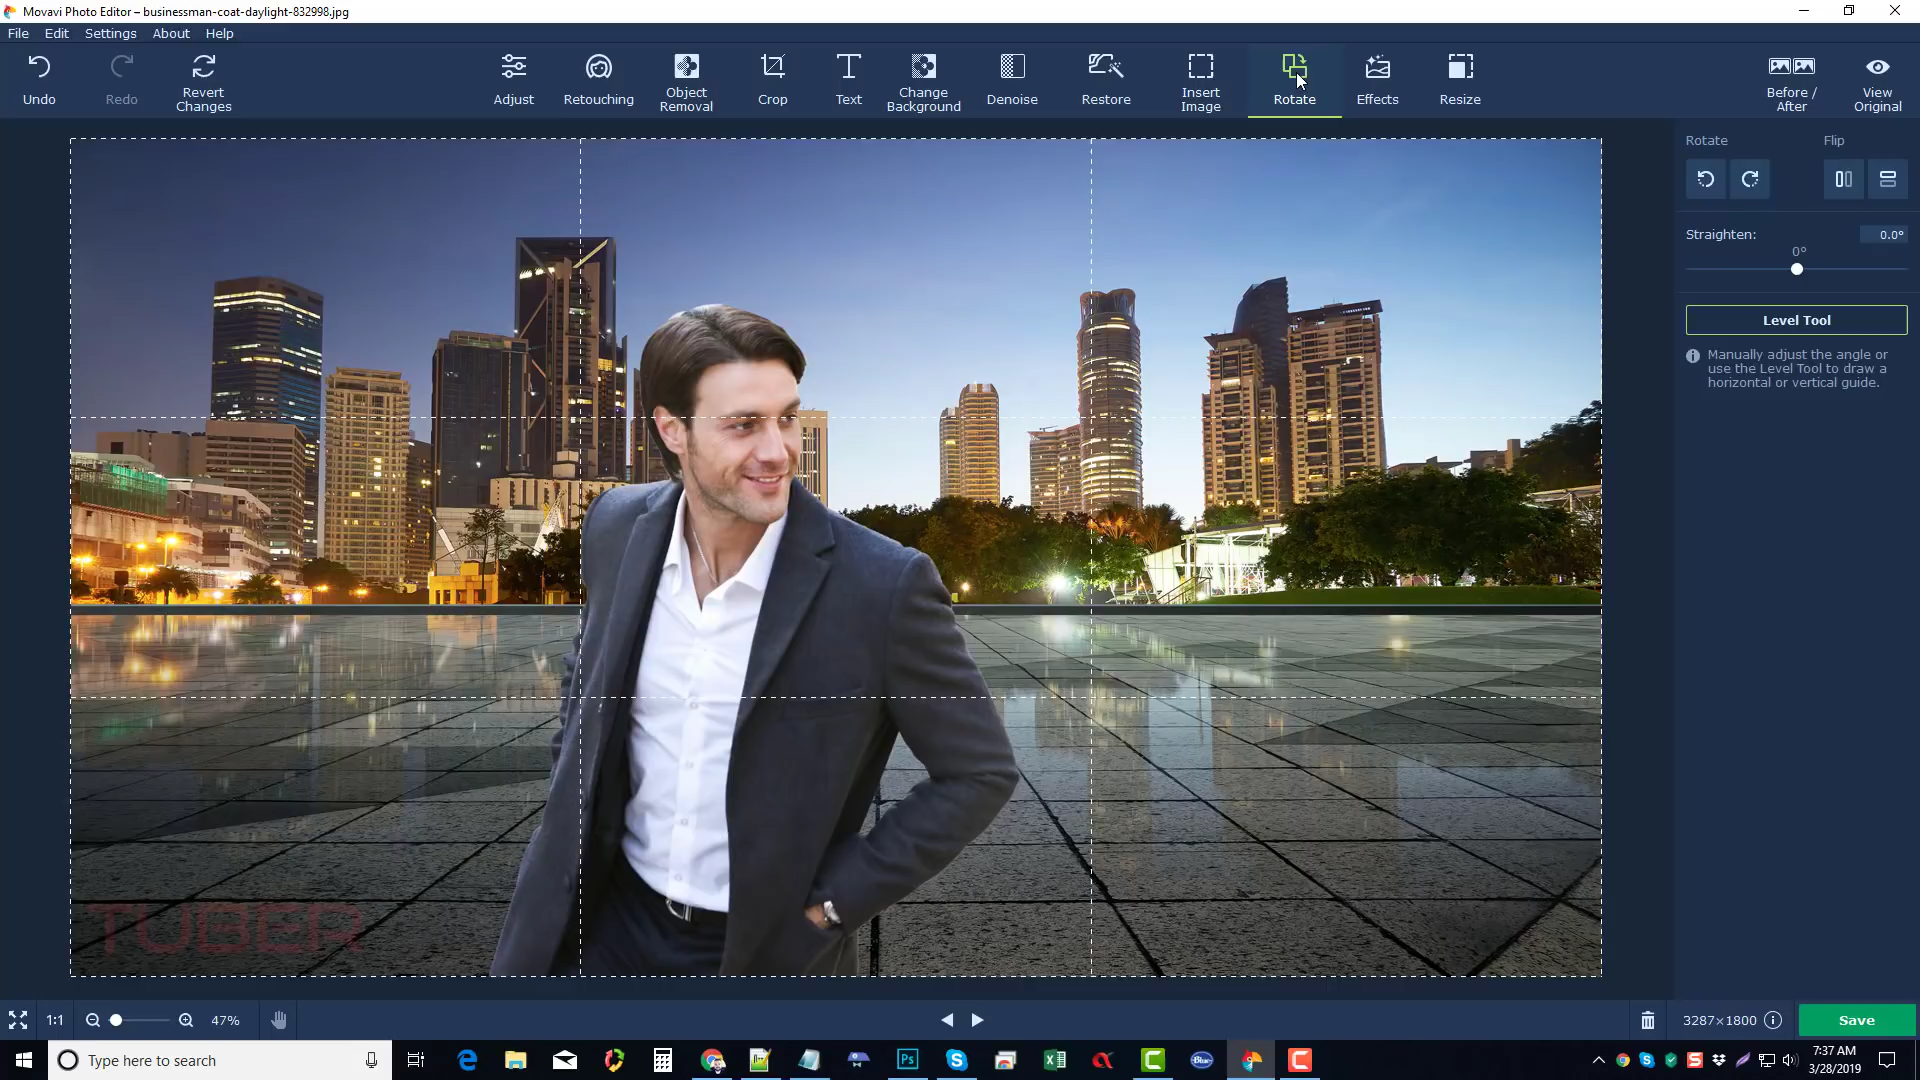 Movavi Photo Editor – businessman-coat-daylight-832998.jpg
File Edit Settings About Help
Undo Redo Revert Changes Adjust Retouching Object Removal Crop Text Change Background Denoise Restore Insert Image Rotate Effects Resize Before / After View Original
Rotate Flip
Straighten: 0.0°
0°
Level Tool
Manually adjust the angle or
use the Level Tool to draw a
horizontal or vertical guide.
TUBER
1:1 47% 3287×1800 Save
Type here to search
Ps
7:37 AM
3/28/2019